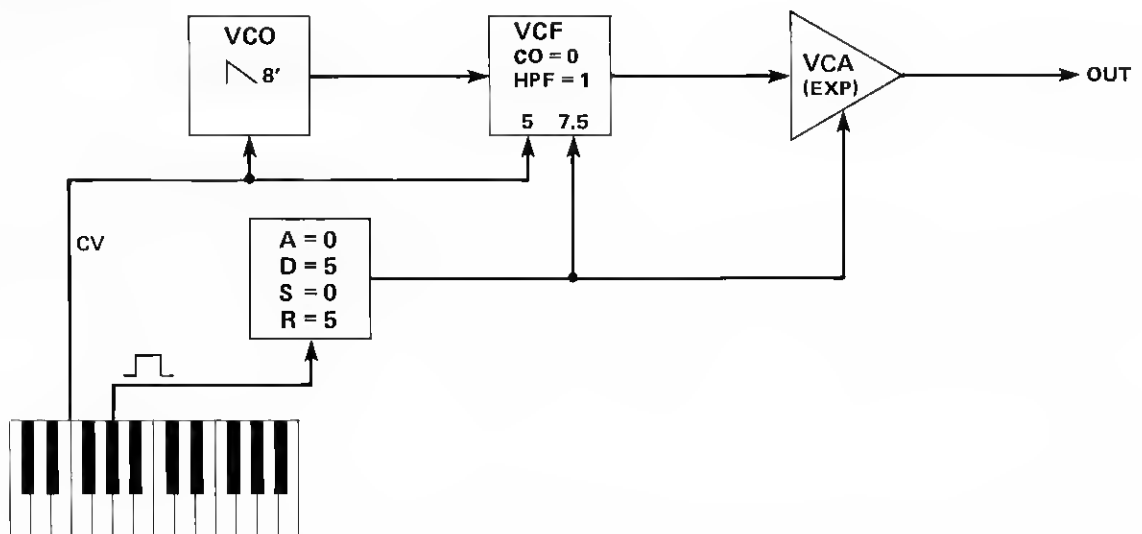 VCO
8'
VCF
CO = 0
HPF = 1
5 7.5
VCA
(EXP)
OUT
CV
A = 0
D = 5
S = 0
R = 5